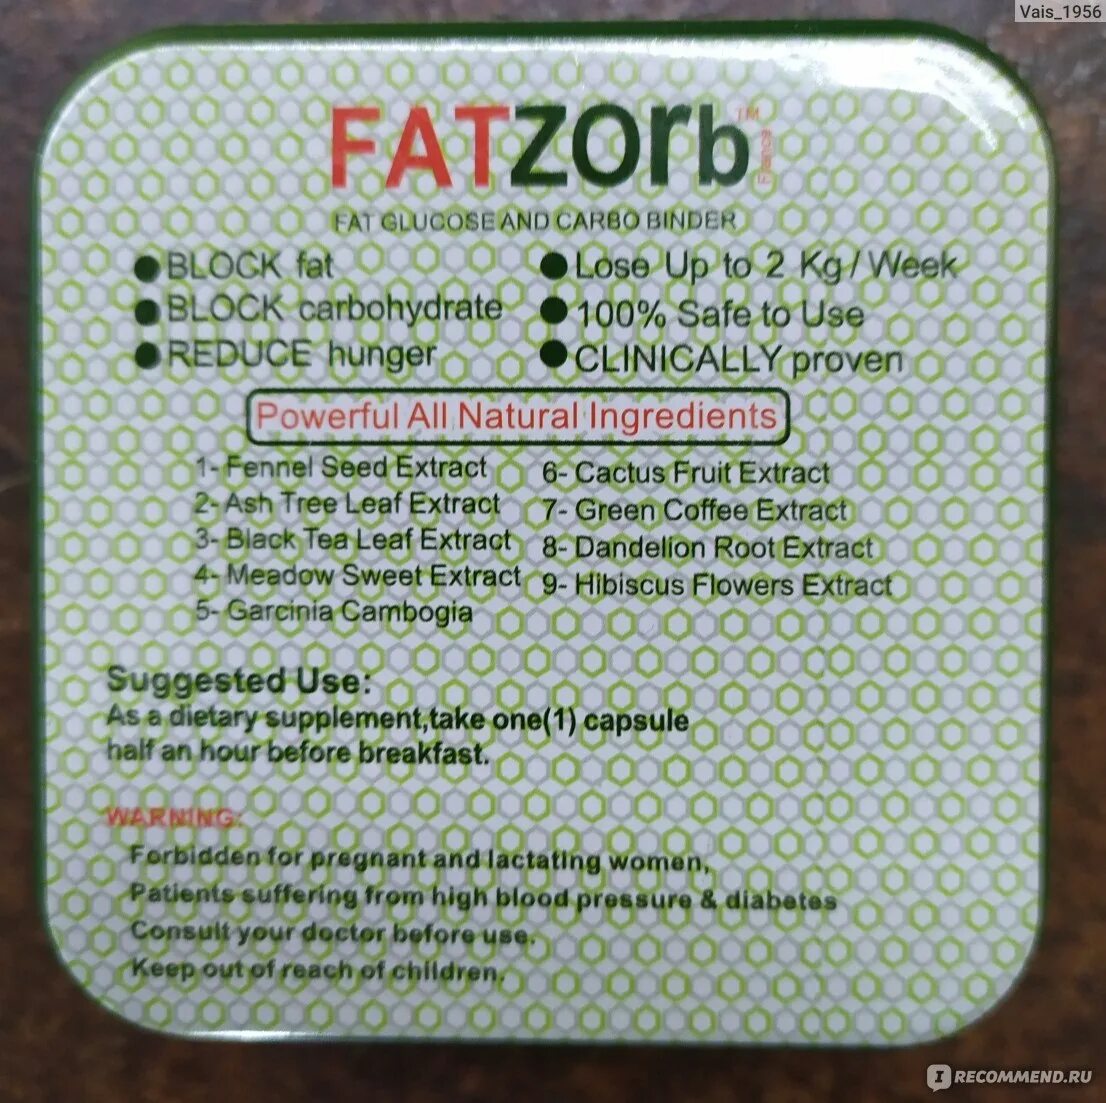 Vais_1956
FATZOrb™
France
FAT GLUCOSE AND CARBO BINDER
BLOCK fat
BLOCK carbohydrate
REDUCE hunger
Lose Up to 2 Kg/Week
100% Safe to Use
CLINICALLY proven
Powerful All Natural Ingredients
1- Fennel Seed Extract
2- Ash Tree Leaf Extract
3- Black Tea Leaf Extract
4- Meadow Sweet Extract
5- Garcinia Cambogia
6- Cactus Fruit Extract
7- Green Coffee Extract
8- Dandelion Root Extract
9- Hibiscus Flowers Extract
Suggested Use:
As a dietary supplement,take one(1) capsule
half an hour before breakfast.
WARNING:
Forbidden for pregnant and lactating women,
Patients suffering from high blood pressure & diabetes
Consult your doctor before use.
Keep out of reach of children.
RECOMMEND.RU